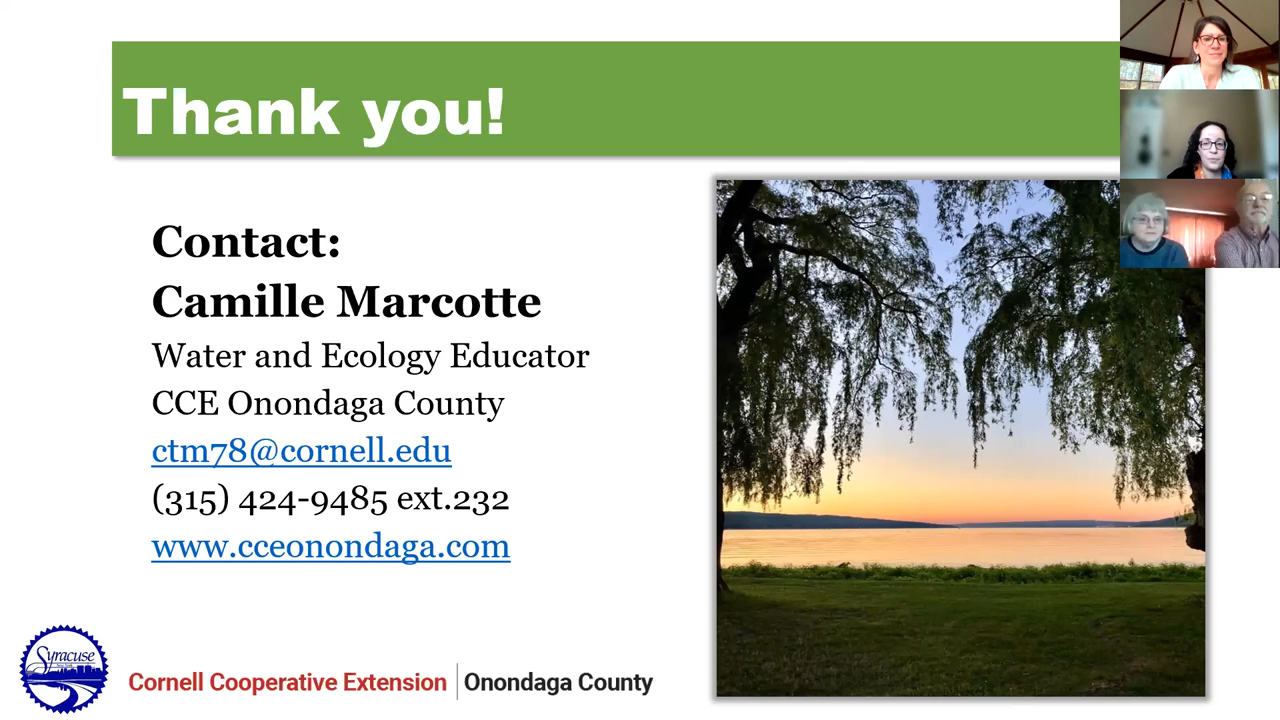 Thank you!
Contact:
Camille Marcotte
Water and Ecology Educator
CCE Onondaga County
ctm78@cornell.edu
(315) 424-9485 ext.232
www.cceonondaga.com
Syracuse
Cornell Cooperative Extension | Onondaga County